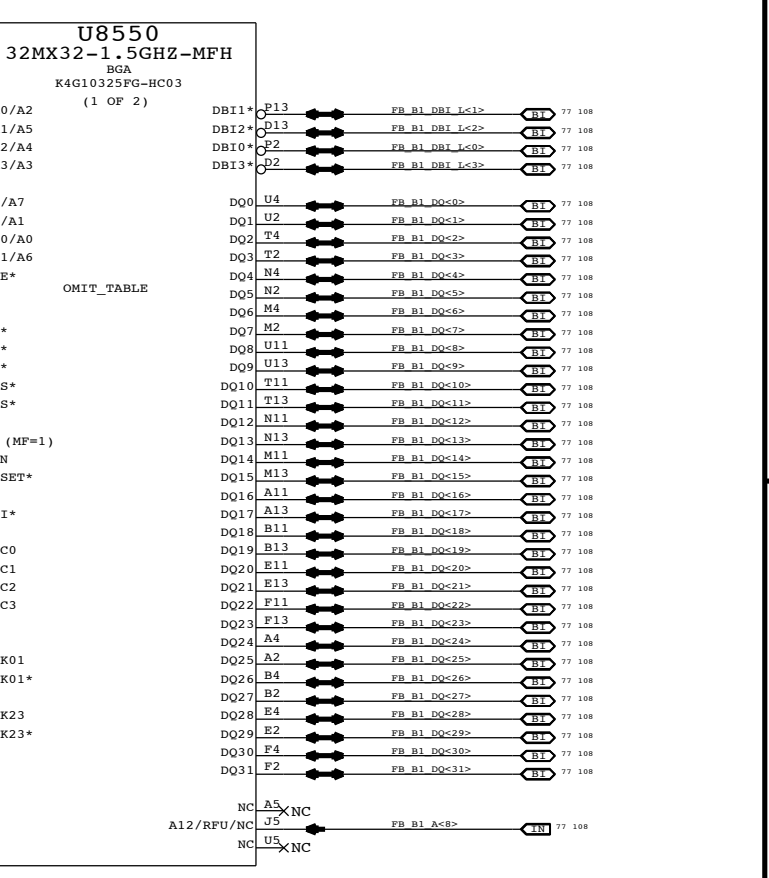 U8550
32MX32-1.5GHZ-MFH
BGA
K4G10325FG-HC03
(1 OF 2)
0/A2 DBI1* P13 FB_B1_DBI_L<1> BI 77 108
1/A5 DBI2* D13 FB_B1_DBI_L<2> BI 77 108
2/A4 DBI0* P2 FB_B1_DBI_L<0> BI 77 108
3/A3 DBI3* D2 FB_B1_DBI_L<3> BI 77 108
/A7 DQ0 U4 FB_B1_DQ<0> BI 77 108
/A1 DQ1 U2 FB_B1_DQ<1> BI 77 108
0/A0 DQ2 T4 FB_B1_DQ<2> BI 77 108
1/A6 DQ3 T2 FB_B1_DQ<3> BI 77 108
E* DQ4 N4 FB_B1_DQ<4> BI 77 108
OMIT_TABLE DQ5 N2 FB_B1_DQ<5> BI 77 108
DQ6 M4 FB_B1_DQ<6> BI 77 108
* DQ7 M2 FB_B1_DQ<7> BI 77 108
* DQ8 U11 FB_B1_DQ<8> BI 77 108
* DQ9 U13 FB_B1_DQ<9> BI 77 108
S* DQ10 T11 FB_B1_DQ<10> BI 77 108
S* DQ11 T13 FB_B1_DQ<11> BI 77 108
DQ12 N11 FB_B1_DQ<12> BI 77 108
(MF=1) DQ13 N13 FB_B1_DQ<13> BI 77 108
N DQ14 M11 FB_B1_DQ<14> BI 77 108
SET* DQ15 M13 FB_B1_DQ<15> BI 77 108
DQ16 A11 FB_B1_DQ<16> BI 77 108
I* DQ17 A13 FB_B1_DQ<17> BI 77 108
DQ18 B11 FB_B1_DQ<18> BI 77 108
C0 DQ19 B13 FB_B1_DQ<19> BI 77 108
C1 DQ20 E11 FB_B1_DQ<20> BI 77 108
C2 DQ21 E13 FB_B1_DQ<21> BI 77 108
C3 DQ22 F11 FB_B1_DQ<22> BI 77 108
DQ23 F13 FB_B1_DQ<23> BI 77 108
DQ24 A4 FB_B1_DQ<24> BI 77 108
K01 DQ25 A2 FB_B1_DQ<25> BI 77 108
K01* DQ26 B4 FB_B1_DQ<26> BI 77 108
DQ27 B2 FB_B1_DQ<27> BI 77 108
K23 DQ28 E4 FB_B1_DQ<28> BI 77 108
K23* DQ29 E2 FB_B1_DQ<29> BI 77 108
DQ30 F4 FB_B1_DQ<30> BI 77 108
DQ31 F2 FB_B1_DQ<31> BI 77 108
NC A5 NC
A12/RFU/NC J5 FB_B1_A<8> IN 77 108
NC U5 NC